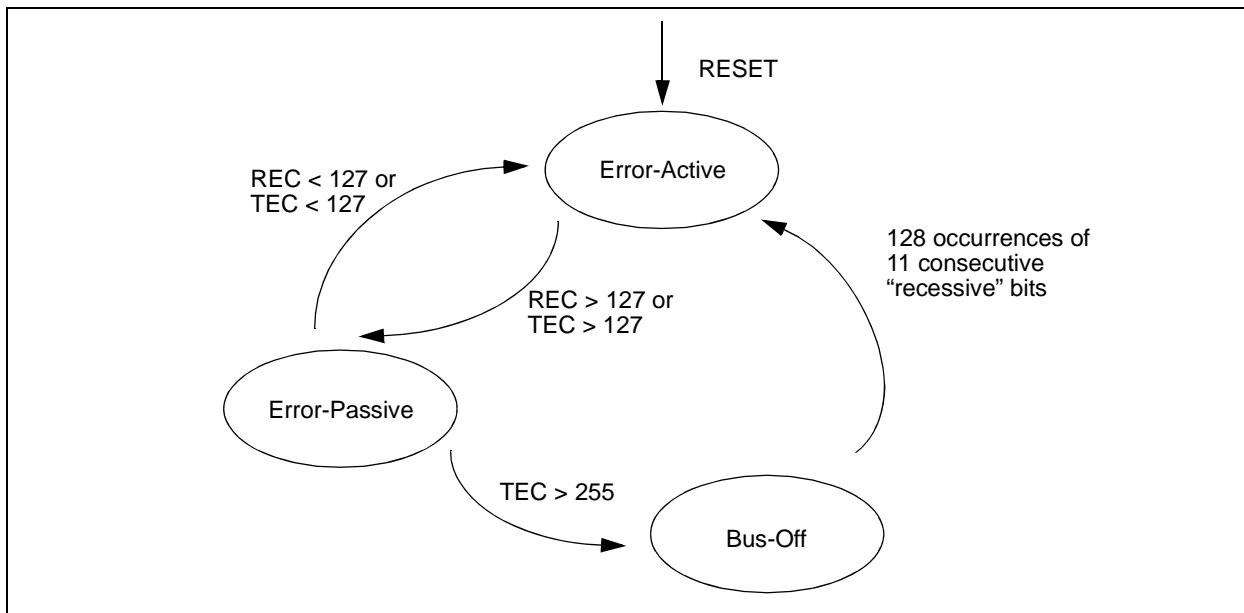 RESET
Error-Active
REC < 127 or
TEC < 127
128 occurrences of
11 consecutive
“recessive” bits
REC > 127 or
TEC > 127
Error-Passive
TEC > 255
Bus-Off